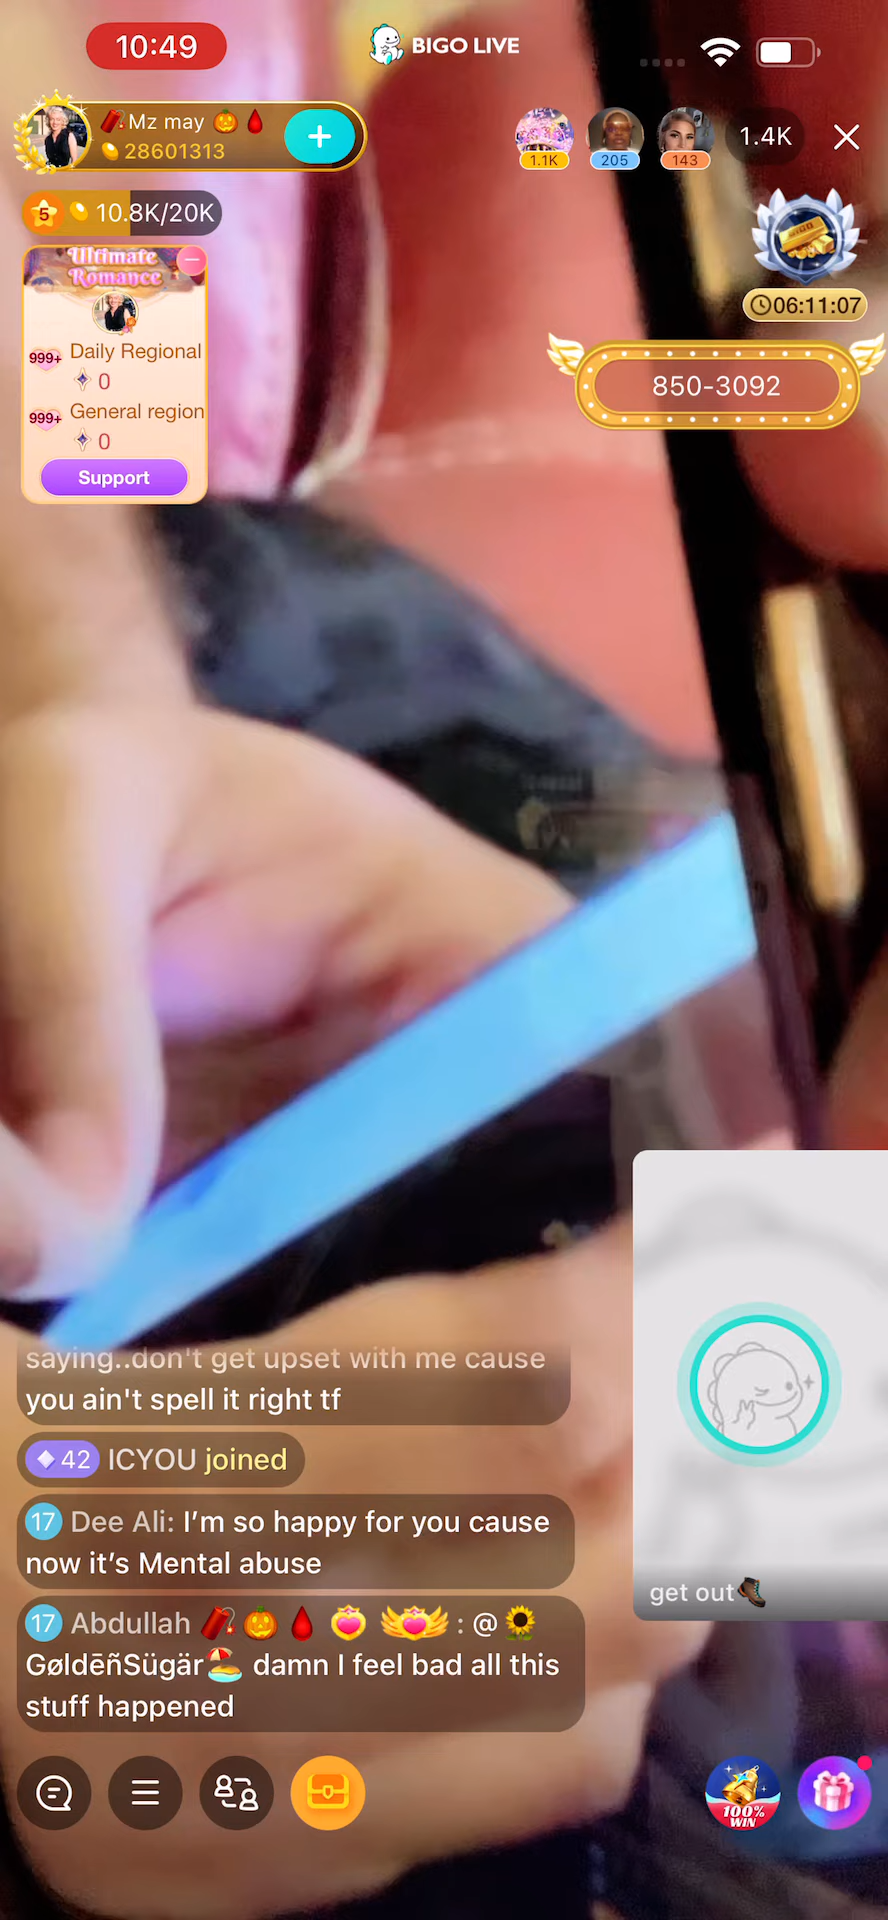 10:49
BIGO LIVE
🧨Mz may 🎃🩸
28601313
1.1K
205
143
1.4K
5
10.8K/20K
Ultimate
Romance
999+
Daily Regional
0
999+
General region
0
Support
06:11:07
850-3092
saying..don't get upset with me cause
you ain't spell it right tf
42 ICYOU joined
17 Dee Ali: I'm so happy for you cause
now it's Mental abuse
17 Abdullah 🧨🎃🩸 : @🌻
GøldēñSügär🏖️ damn I feel bad all this
stuff happened
get out🥾
100%
WIN